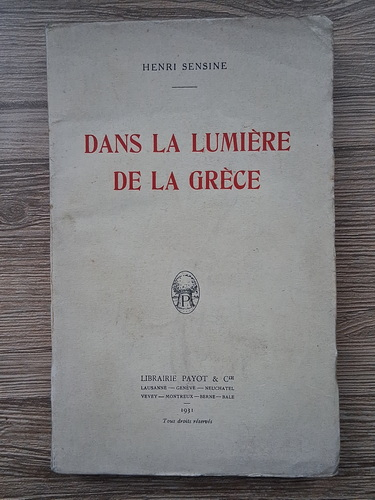 HENRI SENSINE
DANS LA LUMIÈRE
DE LA GRÈCE
P
LIBRAIRIE PAYOT & Cie
LAUSANNE — GENÈVE — NEUCHATEL
VEVEY — MONTREUX — BERNE — BALE
1931
Tous droits réservés